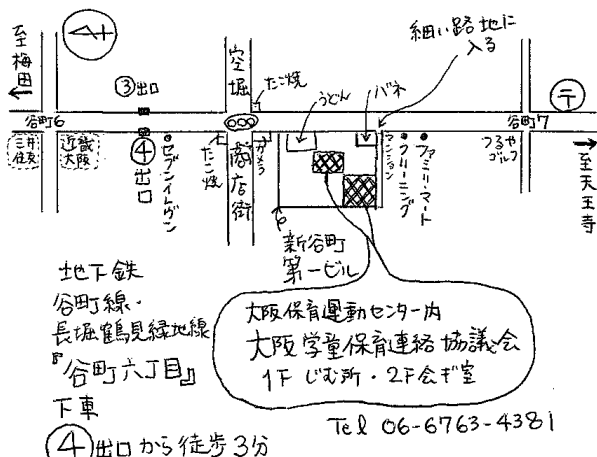 至梅田
谷町6
三井
住友
近畿
大阪
③出口
④出口
セブンイレブン
たこ焼
空堀
商店街
たこ焼
うどん
バネ
細い路地に
入る
マンション
クリーニング
ファミリーマート
〒
谷町7
つるや
ゴルフ
至天王寺
新谷町
第一ビル
地下鉄
谷町線・
長堀鶴見緑地線
『谷町六丁目』
下車
④出口から徒歩3分
大阪保育運動センター内
大阪学童保育連絡協議会
1F じむ所・2F会ギ室
Tel 06-6763-4381